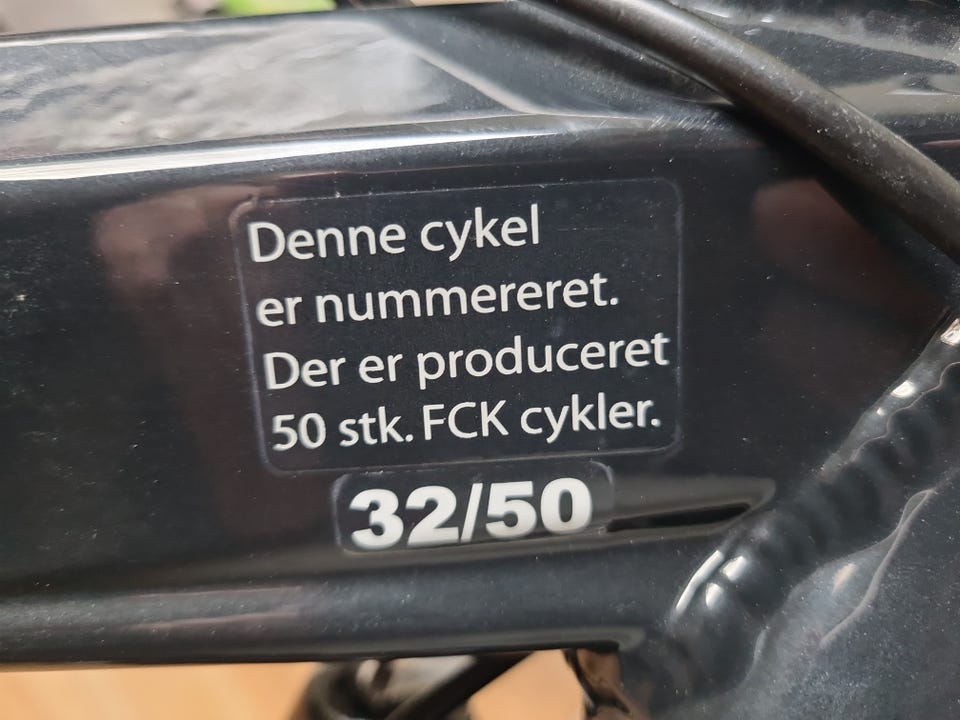 Denne cykel
er nummereret.
Der er produceret
50 stk. FCK cykler.
32/50